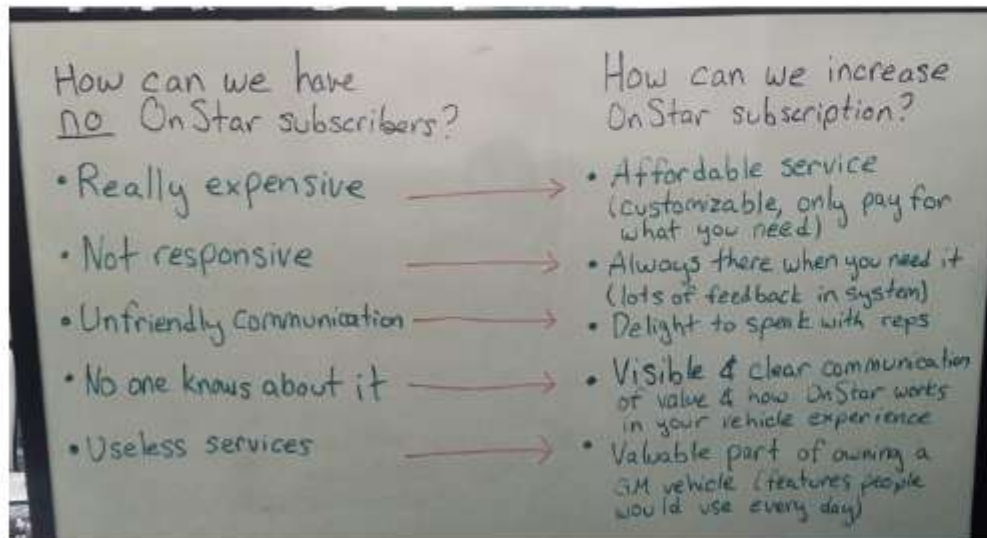 How can we have
no OnStar subscribers?
• Really expensive
• Not responsive
• Unfriendly communication
• No one knows about it
• Useless services
How can we increase
OnStar subscription?
• Affordable service
(customizable, only pay for
what you need)
• Always there when you need it
(lots of feedback in system)
• Delight to speak with reps
• Visible & clear communication
of value & how OnStar works
in your vehicle experience
• Valuable part of owning a
GM vehicle (features people
would use every day)